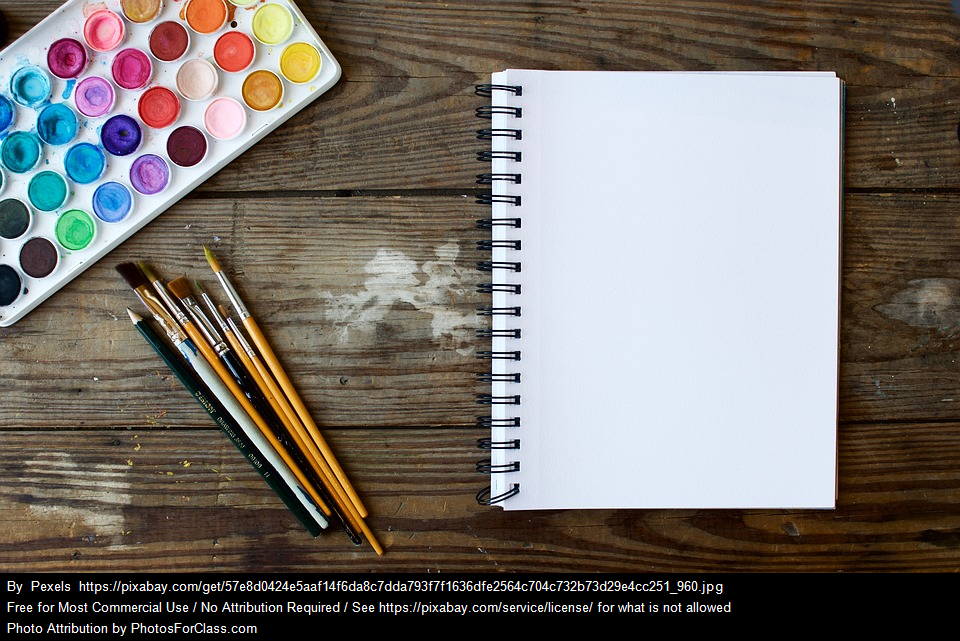 By Pexels https://pixabay.com/get/57e8d0424e5aaf14f6da8c7dda793f7f1636dfe2564c704c732b73d29e4cc251_960.jpg
Free for Most Commercial Use / No Attribution Required / See https://pixabay.com/service/license/ for what is not allowed
Photo Attribution by PhotosForClass.com